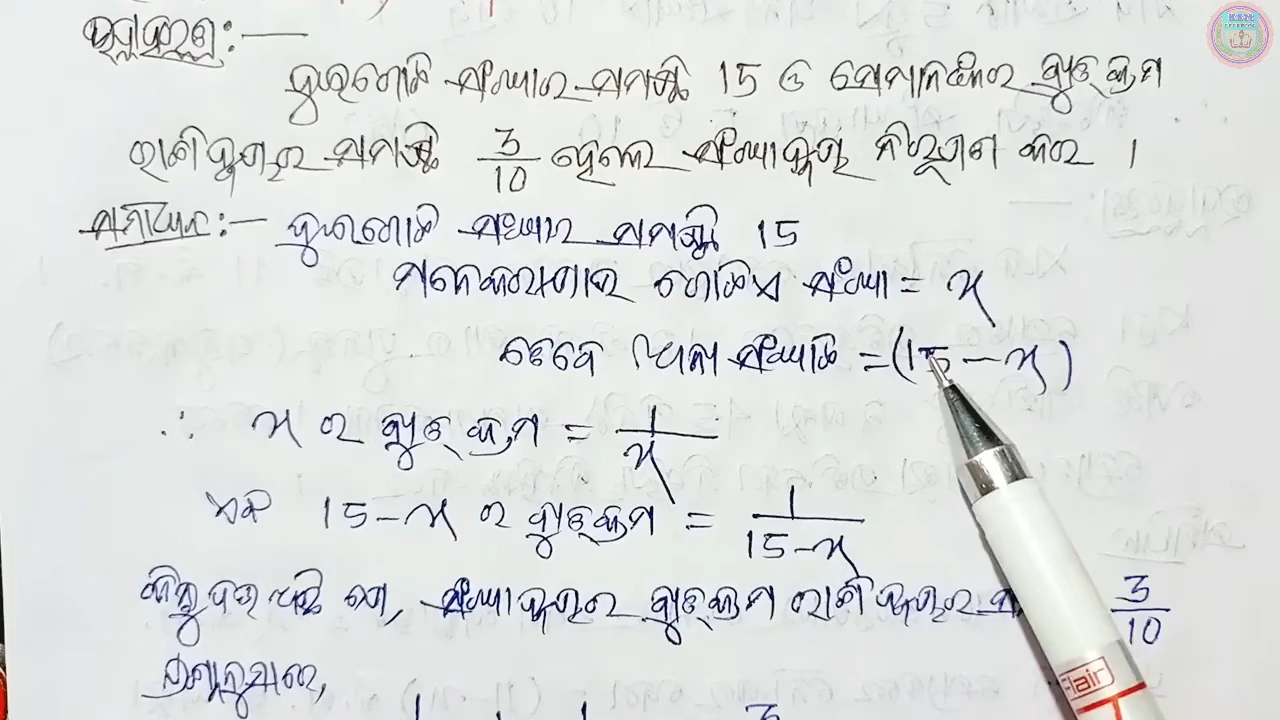 ଉଦାହରଣ :—
ଦୁଇଗୋଟି ସଂଖ୍ୟାର ସମଷ୍ଟି 15 ଓ ସେମାନଙ୍କର ବ୍ୟୁତ୍କ୍ରମ
ରାଶିଦ୍ୱୟର ସମଷ୍ଟି 3/10 ହେଲେ ସଂଖ୍ୟାଦ୍ୱୟ ନିରୂପଣ କର ।
ସମାଧାନ :— ଦୁଇଗୋଟି ସଂଖ୍ୟାର ସମଷ୍ଟି 15
ମନେକରାଯାଉ ଗୋଟିଏ ସଂଖ୍ୟା = x
ତେବେ ଅନ୍ୟ ସଂଖ୍ୟାଟି = (15 − x)
∴ x ର ବ୍ୟୁତ୍କ୍ରମ = 1/x
ଏବଂ 15 − x ର ବ୍ୟୁତ୍କ୍ରମ = 1/(15 − x)
କିନ୍ତୁ ଦତ୍ତ ଅଛି ଯେ, ସଂଖ୍ୟାଦ୍ୱୟର ବ୍ୟୁତ୍କ୍ରମ ରାଶିଦ୍ୱୟର 3/10
ପ୍ରଶ୍ନାନୁସାରେ,